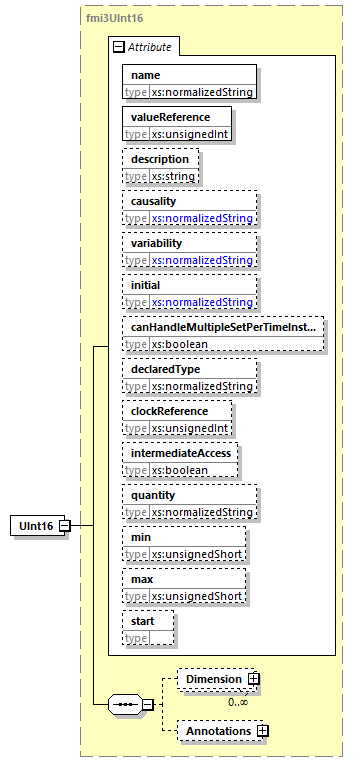 fmi3UInt16
Attribute
name
type xs:normalizedString
valueReference
type xs:unsignedInt
description
type xs:string
causality
type xs:normalizedString
variability
type xs:normalizedString
initial
type xs:normalizedString
canHandleMultipleSetPerTimeInst...
type xs:boolean
declaredType
type xs:normalizedString
clockReference
type xs:unsignedInt
intermediateAccess
type xs:boolean
quantity
type xs:normalizedString
UInt16
min
type xs:unsignedShort
max
type xs:unsignedShort
start
type
Dimension
0..∞
Annotations